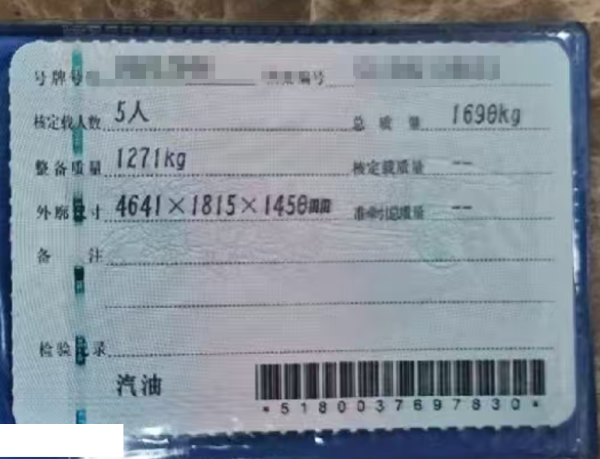 号牌号 编号
核定载人数 5人 总质量 1690kg
整备质量 1271kg 核定载质量 --
外廓尺寸 4641×1815×1450mm 准牵引总质量 --
备注
检验记录
汽油
*5180037697830*